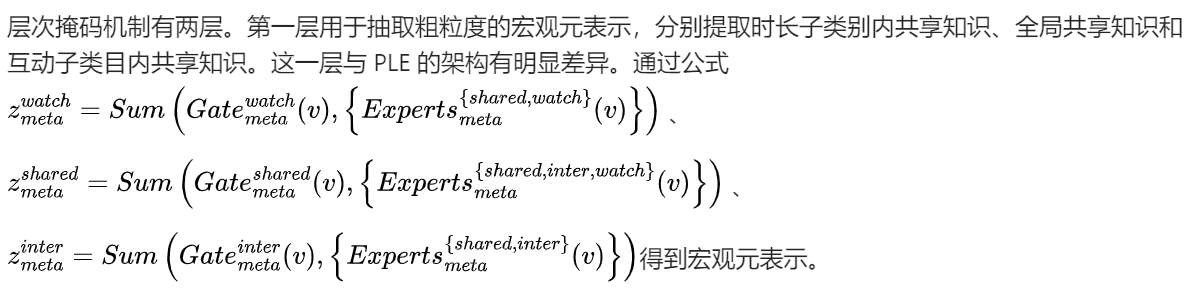 层次掩码机制有两层。第一层用于抽取粗粒度的宏观元表示，分别提取时长子类别内共享知识、全局共享知识和
互动子类目内共享知识。这一层与 PLE 的架构有明显差异。通过公式
$z_{meta}^{watch} = Sum\left(Gate_{meta}^{watch}(v), \left\{Experts_{meta}^{\{shared,watch\}}(v)\right\}\right)$ 、
$z_{meta}^{shared} = Sum\left(Gate_{meta}^{shared}(v), \left\{Experts_{meta}^{\{shared,inter,watch\}}(v)\right\}\right)$ 、
$z_{meta}^{inter} = Sum\left(Gate_{meta}^{inter}(v), \left\{Experts_{meta}^{\{shared,inter\}}(v)\right\}\right)$得到宏观元表示。